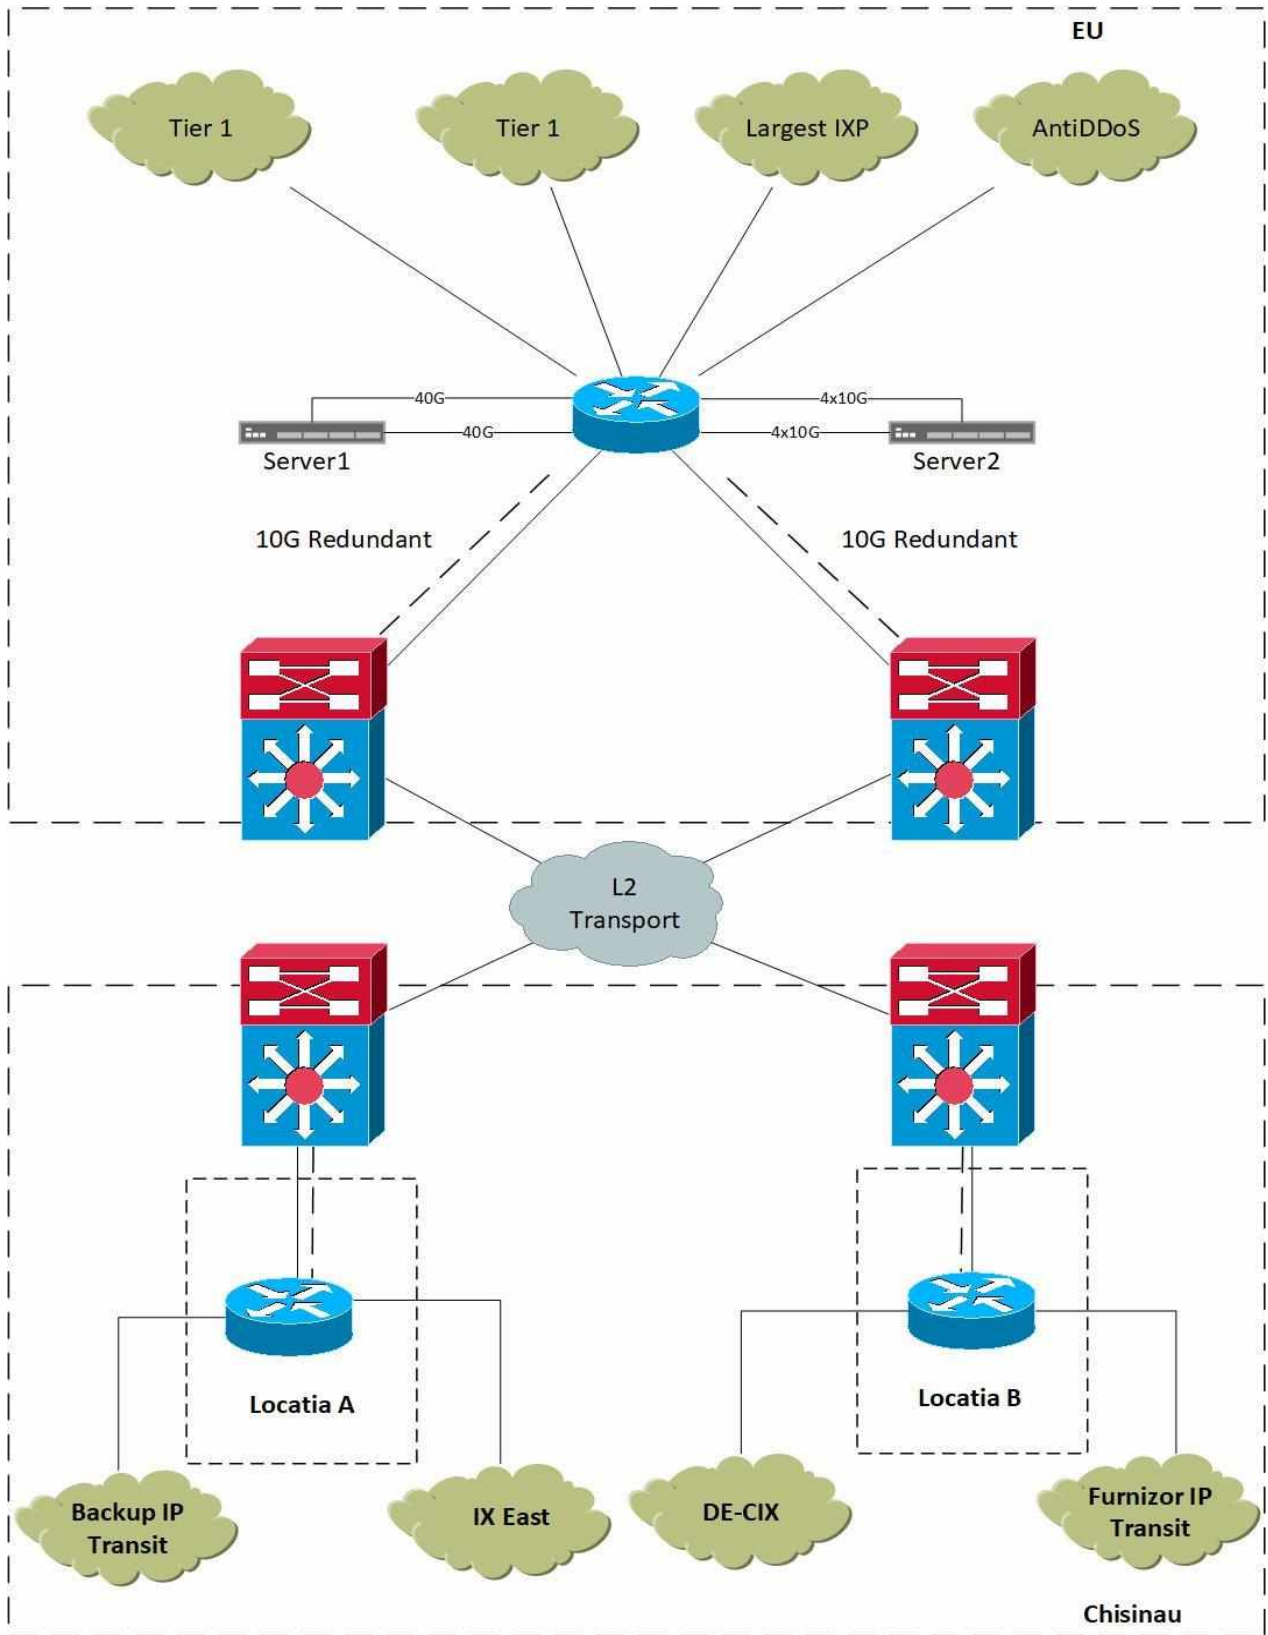 EU
Tier 1
Tier 1
Largest IXP
AntiDDoS
40G
4x10G
40G
4x10G
Server1
Server2
10G Redundant
10G Redundant
L2
Transport
Locatia A
Locatia B
Backup IP
Transit
IX East
DE-CIX
Furnizor IP
Transit
Chisinau